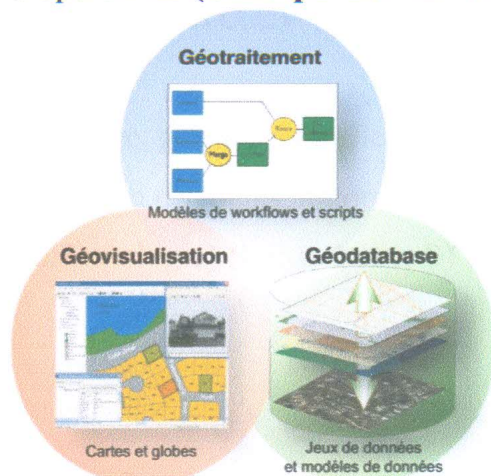 Géotraitement
Merge
Modèles de workflows et scripts
Géovisualisation
Géodatabase
Cartes et globes
Jeux de données
et modèles de données